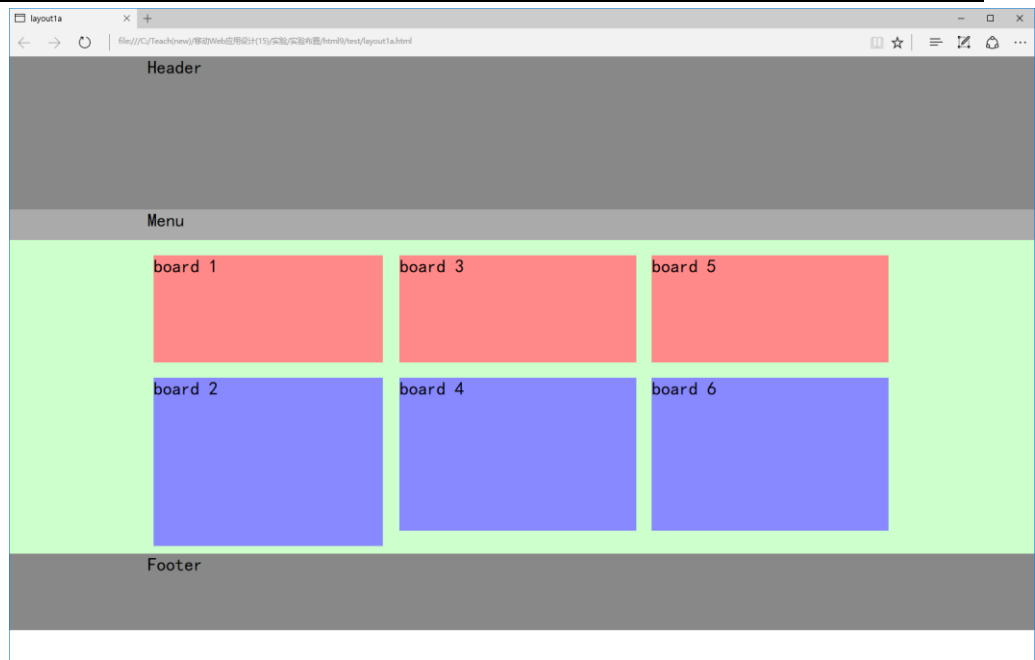 layout1a
file:///C:/Teach(new)/移动Web应用设计(15)/实验/实验布置/html9/test/layout1a.html
Header
Menu
board 1 board 3 board 5
board 2 board 4 board 6
Footer